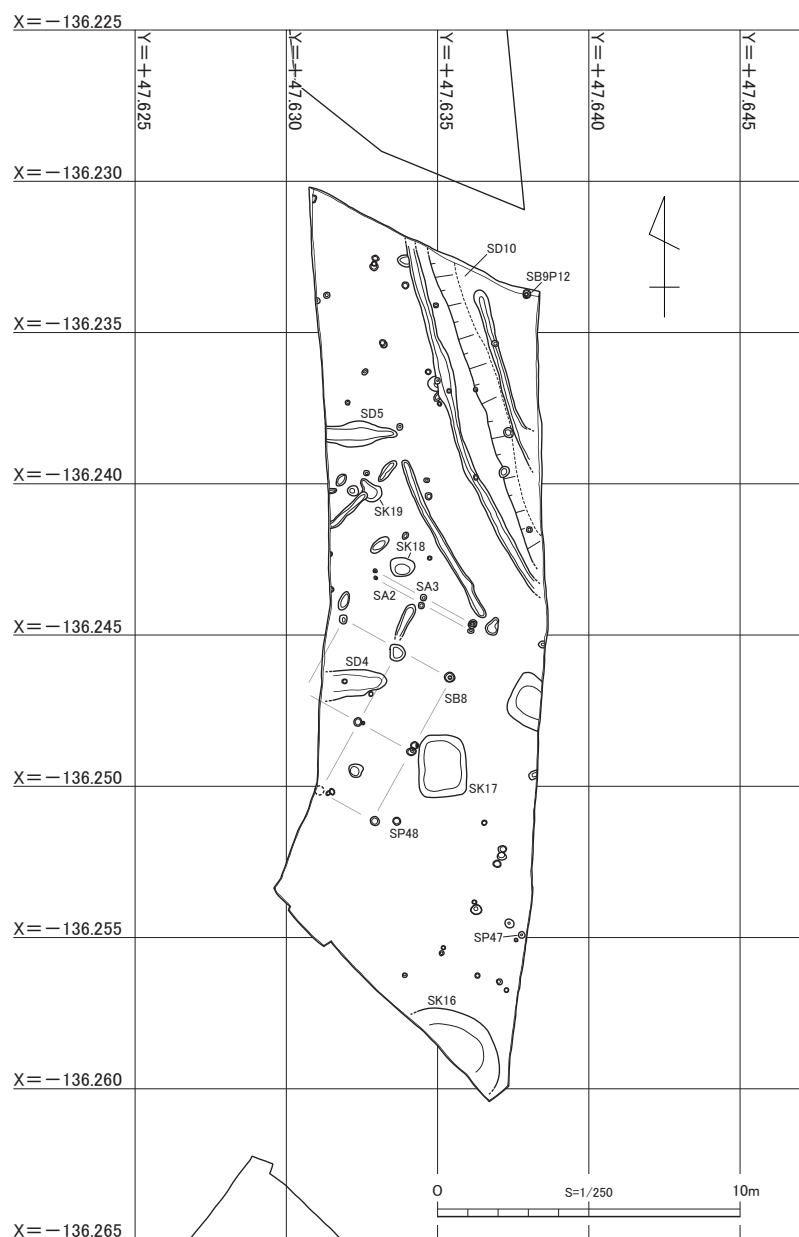 X=−136.225
Y=+47.625
Y=+47.630
Y=+47.635
Y=+47.640
Y=+47.645
X=−136.230
SD10
SB9P12
X=−136.235
SD5
X=−136.240
SK19
SK18
SA3
SA2
X=−136.245
SD4
SB8
X=−136.250
SK17
SP48
X=−136.255
SP47
SK16
X=−136.260
0
S=1/250
10m
X=−136.265